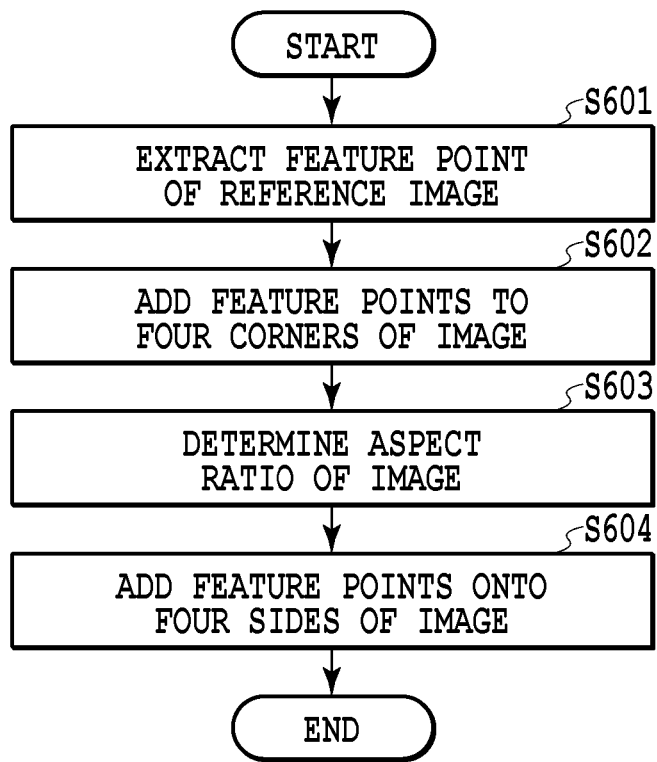 START
S601
EXTRACT FEATURE POINT
OF REFERENCE IMAGE
S602
ADD FEATURE POINTS TO
FOUR CORNERS OF IMAGE
S603
DETERMINE ASPECT
RATIO OF IMAGE
S604
ADD FEATURE POINTS ONTO
FOUR SIDES OF IMAGE
END